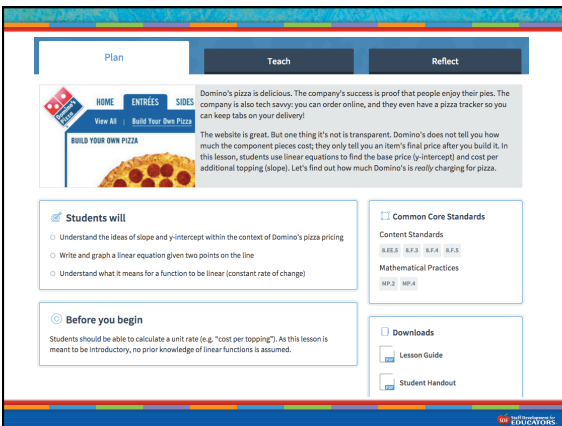 Plan
Teach
Reflect
Domino's Pizza
HOME ENTRÉES SIDES
View All | Build Your Own Pizza
BUILD YOUR OWN PIZZA
Domino's pizza is delicious. The company's success is proof that people enjoy their pies. The
company is also tech savvy: you can order online, and they even have a pizza tracker so you
can keep tabs on your delivery!
The website is great. But one thing it's not is transparent. Domino's does not tell you how
much the component pieces cost; they only tell you an item's final price after you build it. In
this lesson, students use linear equations to find the base price (y-intercept) and cost per
additional topping (slope). Let's find out how much Domino's is really charging for pizza.
Students will
Understand the ideas of slope and y-intercept within the context of Domino's pizza pricing
Write and graph a linear equation given two points on the line
Understand what it means for a function to be linear (constant rate of change)
Before you begin
Students should be able to calculate a unit rate (e.g. "cost per topping"). As this lesson is
meant to be introductory, no prior knowledge of linear functions is assumed.
Common Core Standards
Content Standards
8.EE.5 8.F.3 8.F.4 8.F.5
Mathematical Practices
MP.2 MP.4
Downloads
PDF Lesson Guide
PDF Student Handout
SDE Staff Development for
EDUCATORS